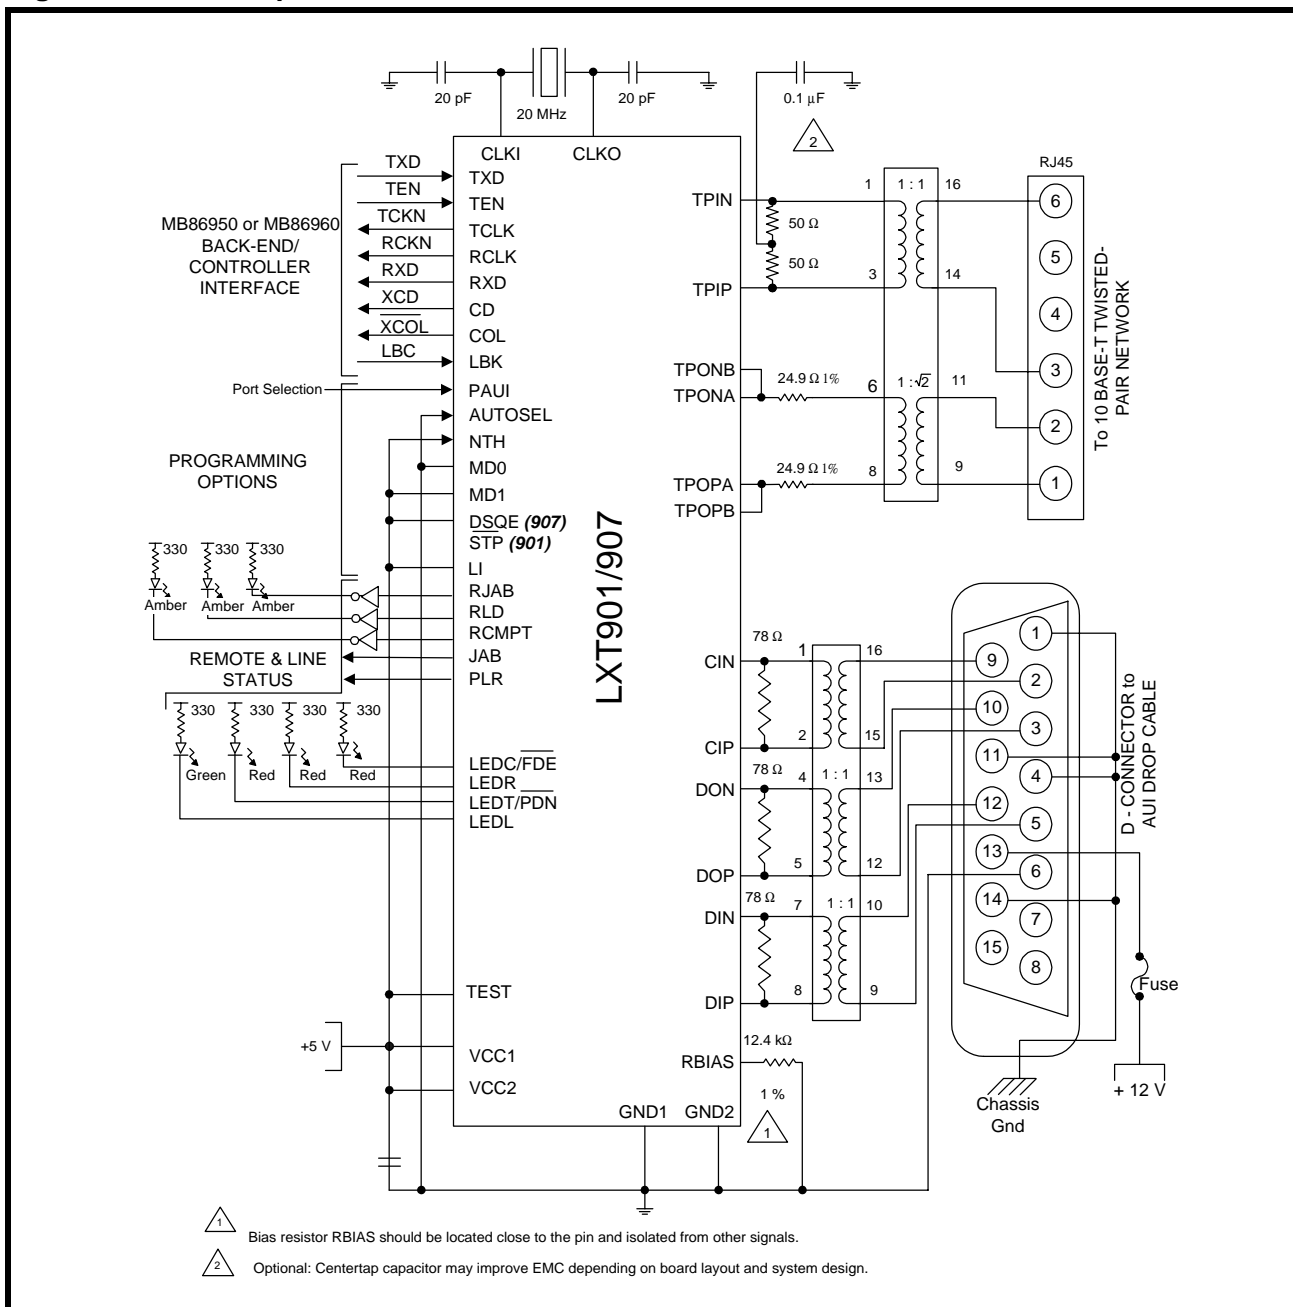 20 pF
20 MHz
20 pF
0.1 µF
2
CLKI
CLKO
MB86950 or MB86960
BACK-END/
CONTROLLER
INTERFACE
TXD
TEN
TCKN
RCKN
RXD
XCD
XCOL
LBC
TXD
TEN
TCLK
RCLK
RXD
CD
COL
LBK
Port Selection
PAUI
AUTOSEL
NTH
MD0
MD1
DSQE (907)
STP (901)
LI
PROGRAMMING
OPTIONS
330
330
330
Amber
Amber
Amber
RJAB
RLD
RCMPT
JAB
PLR
REMOTE & LINE
STATUS
330
330
330
330
Green
Red
Red
Red
LEDC/FDE
LEDR
LEDT/PDN
LEDL
TEST
+5 V
VCC1
VCC2
LXT901/907
GND1
GND2
TPIN
50 Ω
50 Ω
TPIP
1
1 : 1
16
3
14
TPONB
TPONA
24.9 Ω 1%
6
1:√2
11
TPOPA
TPOPB
24.9 Ω 1%
8
9
RJ45
6
5
4
3
2
1
To 10 BASE-T TWISTED-
PAIR NETWORK
CIN
78 Ω
1
16
CIP
2
15
DON
78 Ω
4
1 : 1
13
DOP
5
12
DIN
78 Ω
7
1 : 1
10
DIP
8
9
RBIAS
12.4 kΩ
1 %
1
1
9
2
10
3
11
4
12
5
13
6
14
7
15
8
D - CONNECTOR to
AUI DROP CABLE
Fuse
+ 12 V
Chassis
Gnd
1
Bias resistor RBIAS should be located close to the pin and isolated from other signals.
2
Optional: Centertap capacitor may improve EMC depending on board layout and system design.